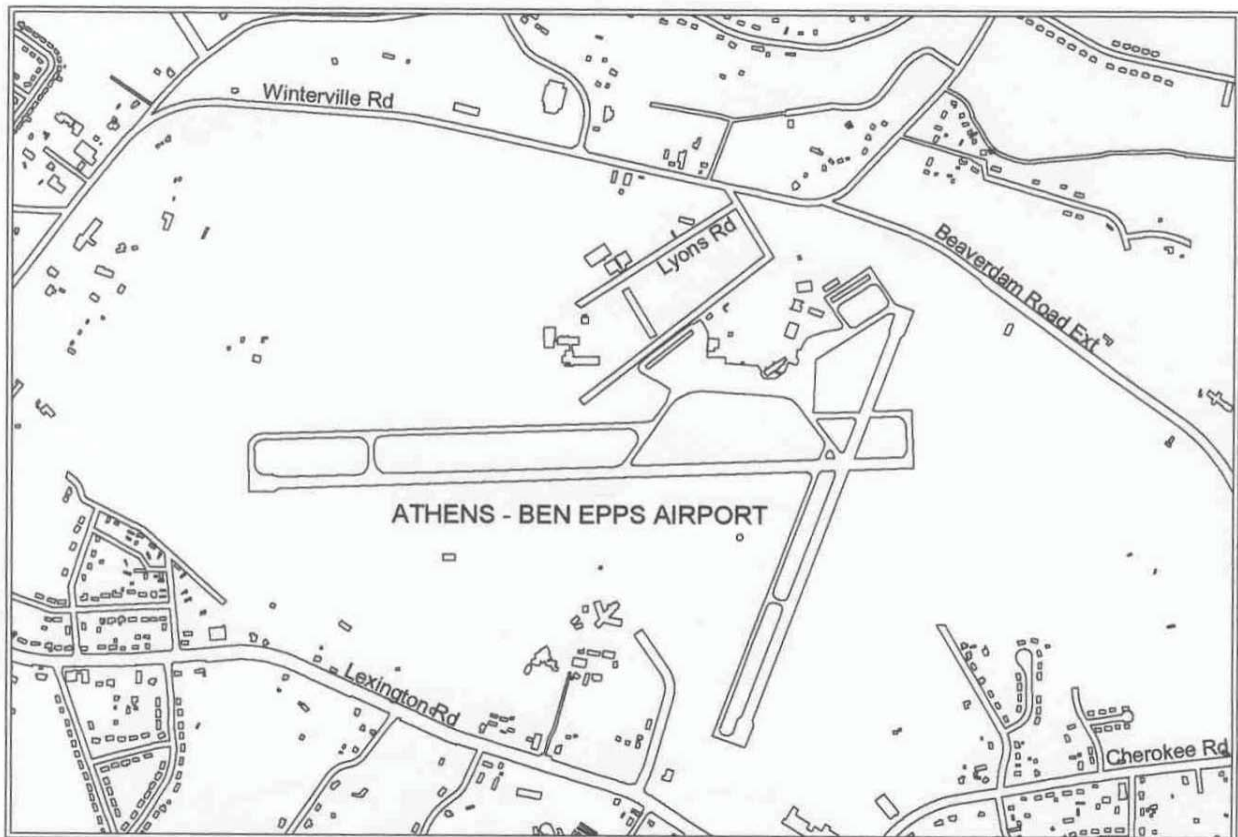 Winterville Rd
Lyons Rd
Beaverdam Road Ext
ATHENS - BEN EPPS AIRPORT
Lexington Rd
Cherokee Rd